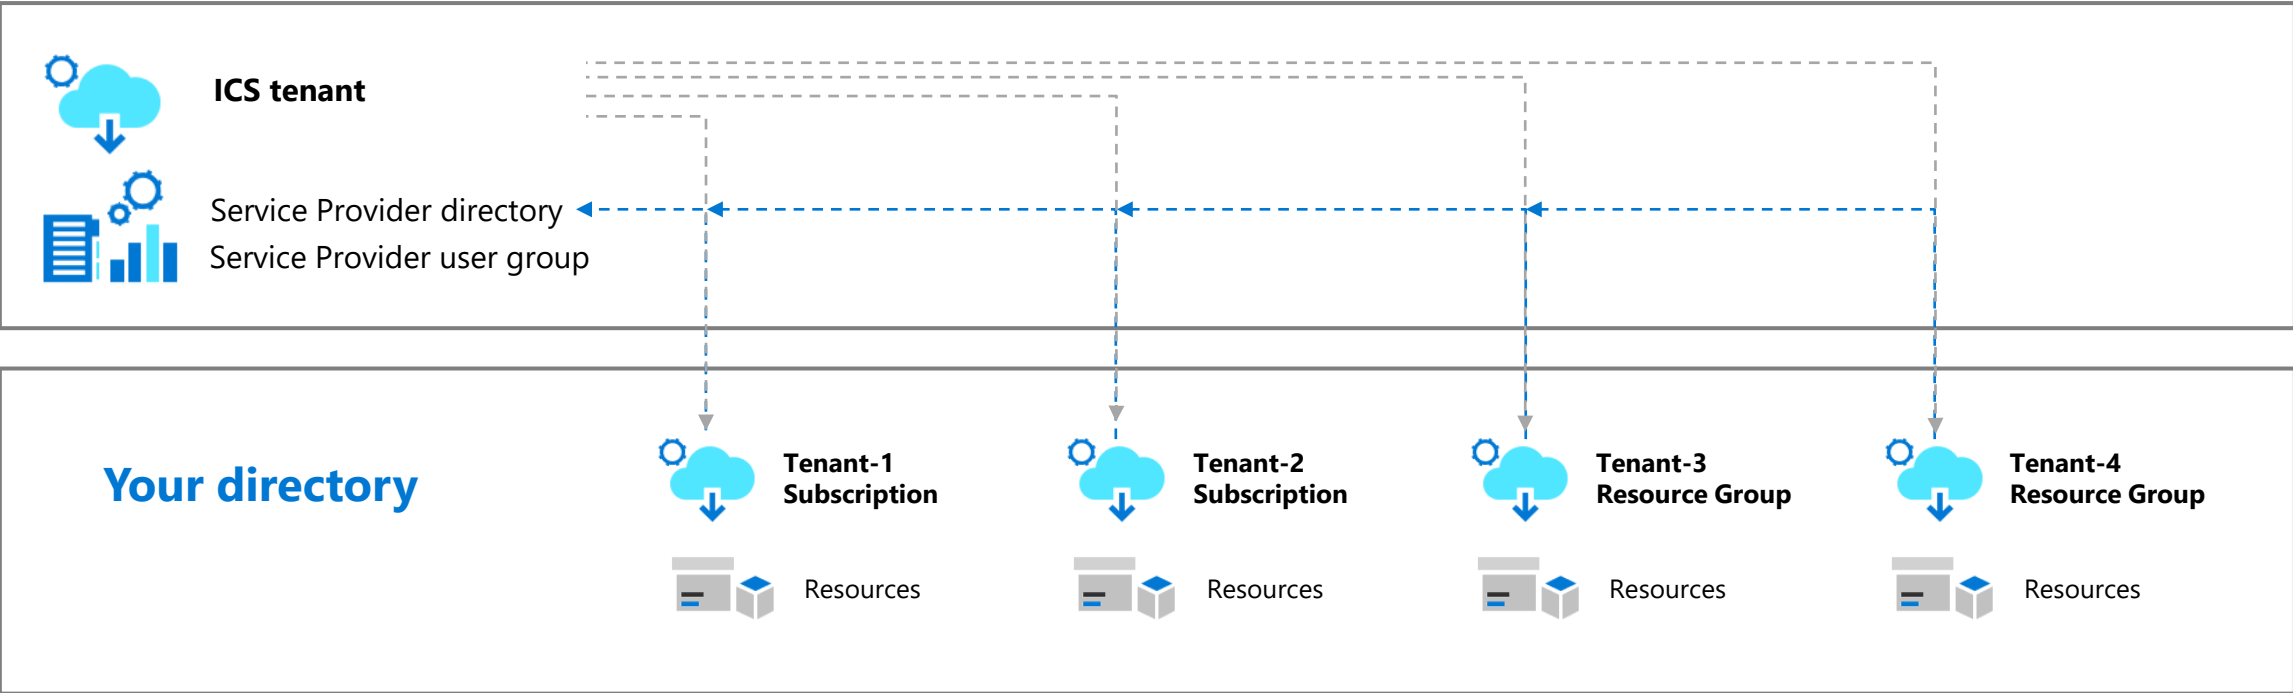 ICS tenant
Service Provider directory
Service Provider user group
Your directory
Tenant-1
Subscription
Resources
Tenant-2
Subscription
Resources
Tenant-3
Resource Group
Resources
Tenant-4
Resource Group
Resources